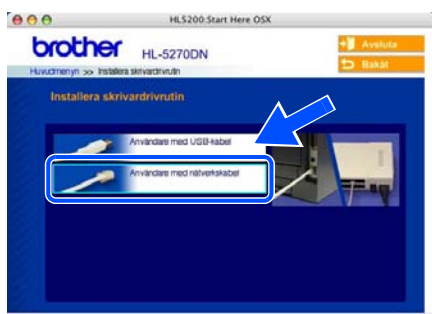 HL5200:Start Here OSX
brother
HL-5270DN
Avsluta
Bakåt
Huvudmenyn >> Installera skrivardrivrutin
Installera skrivardrivrutin
Användare med USB-kabel
Användare med nätverkskabel